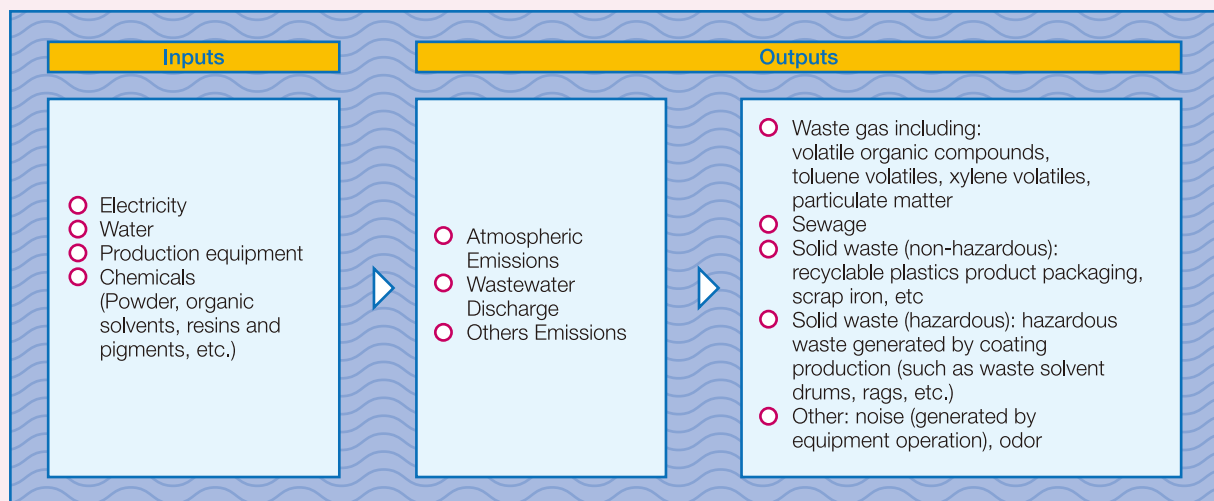 Inputs
Outputs
Electricity
Water
Production equipment
Chemicals
(Powder, organic
solvents, resins and
pigments, etc.)
Atmospheric
Emissions
Wastewater
Discharge
Others Emissions
Waste gas including:
volatile organic compounds,
toluene volatiles, xylene volatiles,
particulate matter
Sewage
Solid waste (non-hazardous):
recyclable plastics product packaging,
scrap iron, etc
Solid waste (hazardous): hazardous
waste generated by coating
production (such as waste solvent
drums, rags, etc.)
Other: noise (generated by
equipment operation), odor